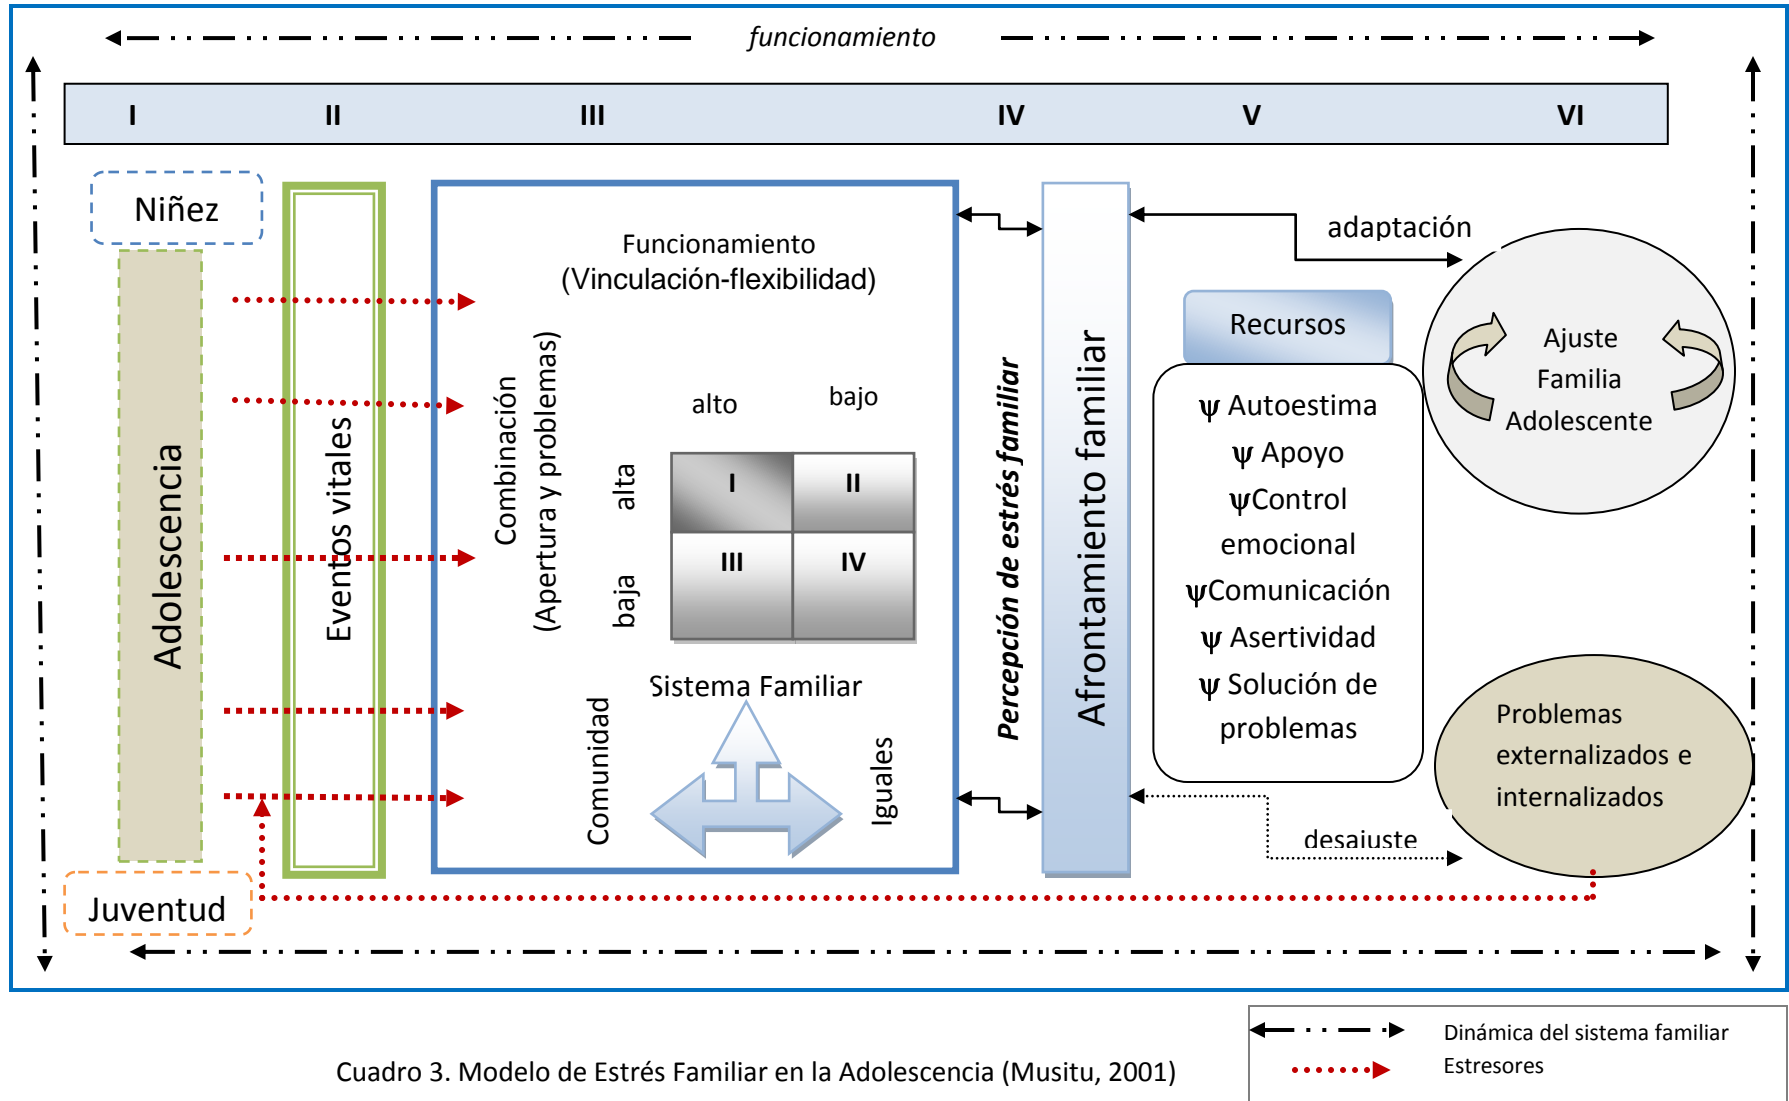 funcionamiento
I II III IV V VI
Niñez
Adolescencia
Juventud
Eventos vitales
Funcionamiento
(Vinculación-flexibilidad)
Combinación
(Apertura y problemas)
alto bajo
alta
baja
I II
III IV
Sistema Familiar
Comunidad
Iguales
Percepción de estrés familiar
Afrontamiento familiar
adaptación
Recursos
ψ Autoestima
ψ Apoyo
ψControl
emocional
ψComunicación
ψ Asertividad
ψ Solución de
problemas
desajuste
Ajuste
Familia
Adolescente
Problemas
externalizados e
internalizados
Cuadro 3. Modelo de Estrés Familiar en la Adolescencia (Musitu, 2001)
Dinámica del sistema familiar
Estresores